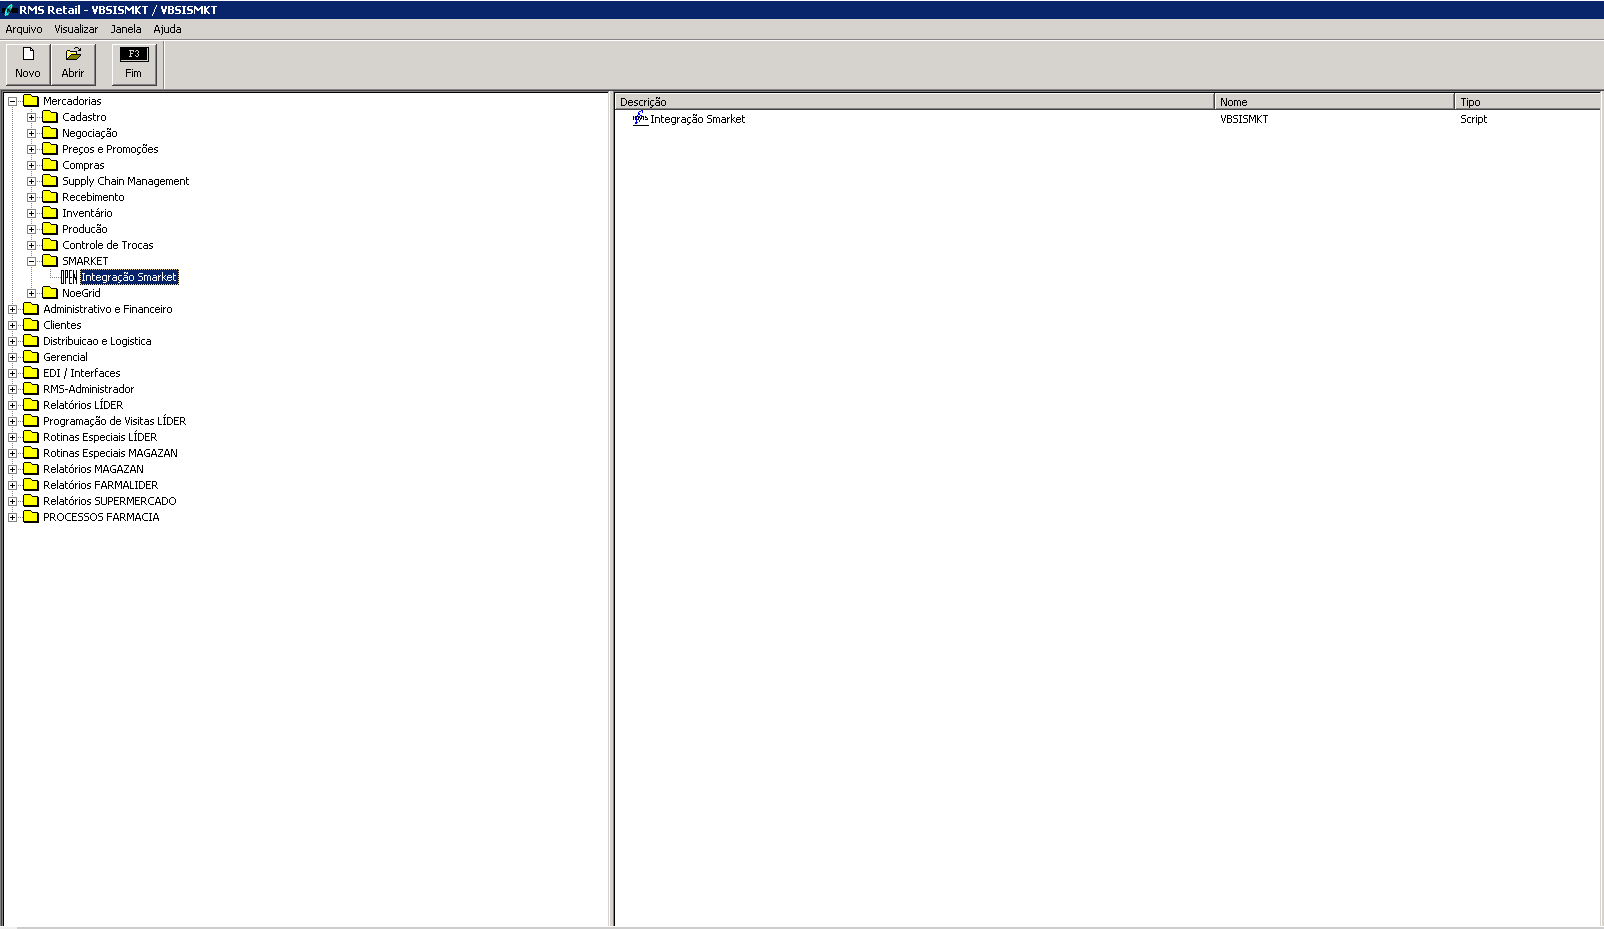 RMS Retail - VBSISMKT / VBSISMKT
Arquivo Visualizar Janela Ajuda
F3
Novo Abrir Fim
Mercadorias
Cadastro
Negociação
Preços e Promoções
Compras
Supply Chain Management
Recebimento
Inventário
Producão
Controle de Trocas
SMARKET
OPEN Integração Smarket
NoeGrid
Administrativo e Financeiro
Clientes
Distribuicao e Logistica
Gerencial
EDI / Interfaces
RMS-Administrador
Relatórios LÍDER
Programação de Visitas LÍDER
Rotinas Especiais LÍDER
Rotinas Especiais MAGAZAN
Relatórios MAGAZAN
Relatórios FARMALIDER
Relatórios SUPERMERCADO
PROCESSOS FARMACIA
Descrição Nome Tipo
Integração Smarket VBSISMKT Script